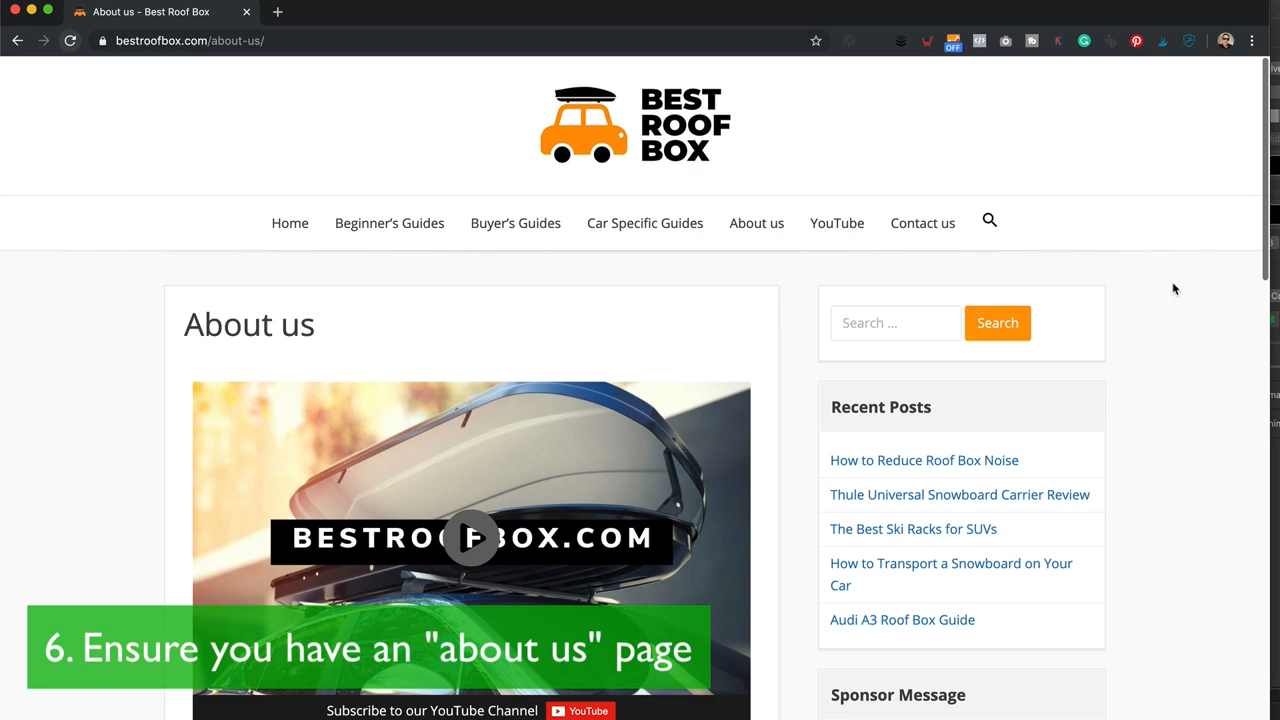 About us - Best Roof Box
bestroofbox.com/about-us/
OFF
BEST
ROOF
BOX
Home Beginner's Guides Buyer's Guides Car Specific Guides About us YouTube Contact us
About us
Search ...
Search
BESTROOFBOX.COM
Subscribe to our YouTube Channel YouTube
Recent Posts
How to Reduce Roof Box Noise
Thule Universal Snowboard Carrier Review
The Best Ski Racks for SUVs
How to Transport a Snowboard on Your
Car
Audi A3 Roof Box Guide
Sponsor Message
6. Ensure you have an "about us" page